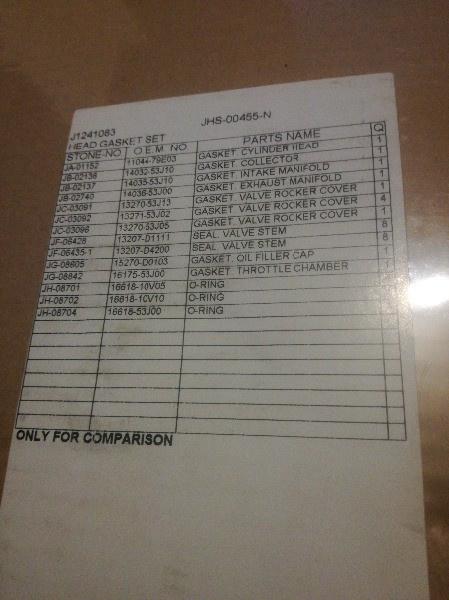 J1241083 JHS-00455-N
HEAD GASKET SET
STONE-NO O.E.M. NO PARTS NAME Q
JA-01152 11044-79E03 GASKET. CYLINDER HEAD 1
JB-02136 14032-53J10 GASKET. COLLECTOR 1
JB-02137 14035-53J10 GASKET. INTAKE MANIFOLD 1
JB-02740 14036-53J00 GASKET. EXHAUST MANIFOLD 1
JC-03091 13270-53J13 GASKET. VALVE ROCKER COVER 1
JC-03092 13271-53J02 GASKET. VALVE ROCKER COVER 4
JC-03096 13270-53J05 GASKET. VALVE ROCKER COVER 1
JF-06428 13207-D1111 SEAL. VALVE STEM 8
JF-06435-1 13207-D4200 SEAL. VALVE STEM 8
JG-08605 15270-D0103 GASKET. OIL FILLER CAP 1
JG-08842 16175-53J00 GASKET. THROTTLE CHAMBER 1
JH-08701 16618-10V05 O-RING
JH-08702 16618-10V10 O-RING
JH-08704 16618-53J00 O-RING
ONLY FOR COMPARISON